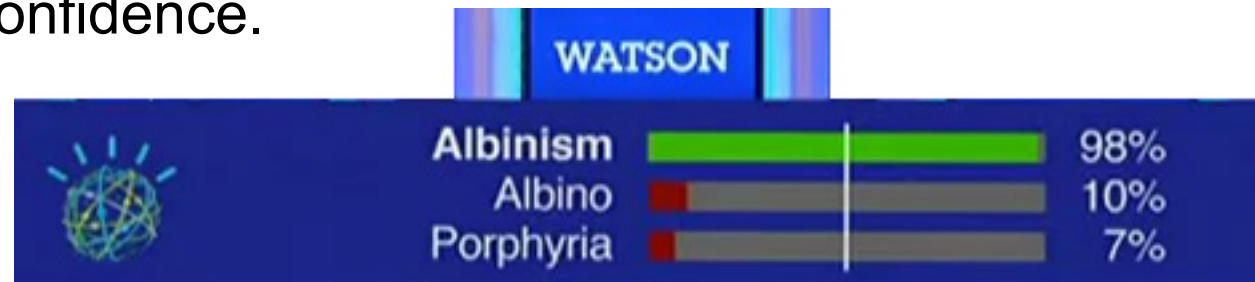 onfidence.
WATSON
Albinism 98%
Albino 10%
Porphyria 7%